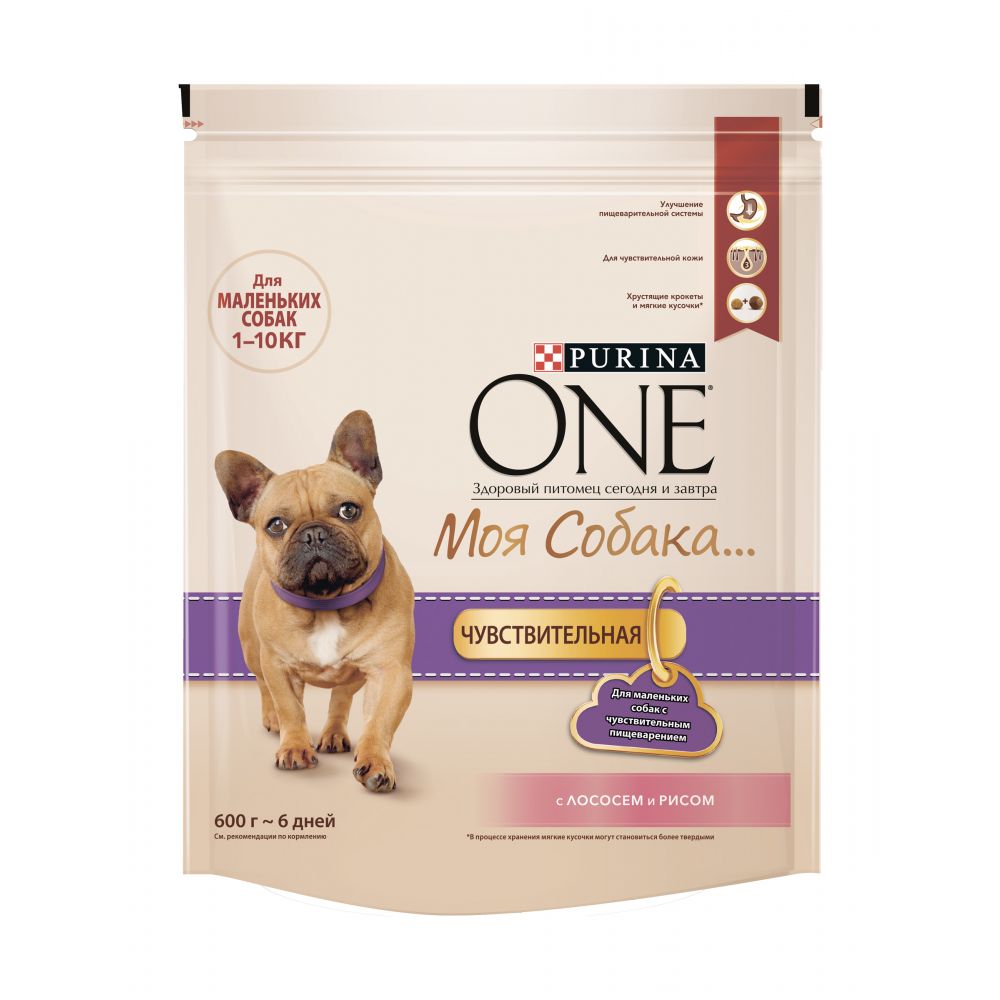 Улучшение
пищеварительной системы
Для чувствительной кожи
3
Хрустящие крокеты
и мягкие кусочки*
Для
МАЛЕНЬКИХ
СОБАК
1–10КГ
PURINA
ONE®
Здоровый питомец сегодня и завтра
Моя Собака...
ЧУВСТВИТЕЛЬНАЯ
Для маленьких
собак с
чувствительным
пищеварением
с ЛОСОСЕМ и РИСОМ
600 г ~ 6 дней
См. рекомендации по кормлению
*В процессе хранения мягкие кусочки могут становиться более твердыми